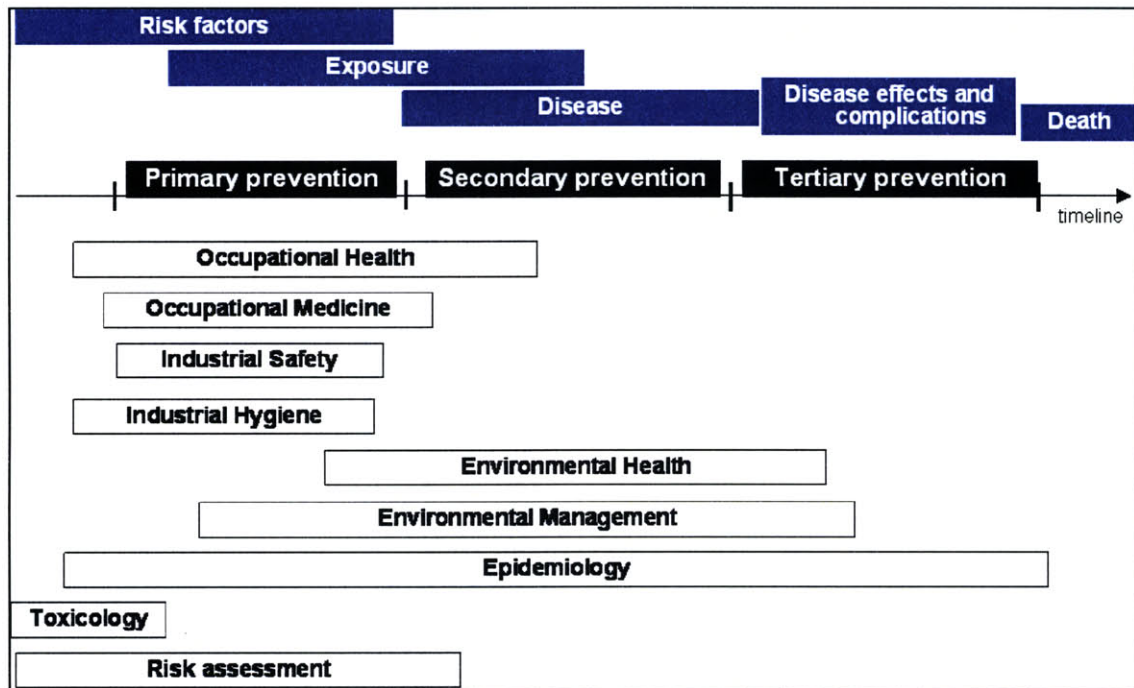 Risk factors
Exposure
Disease
Disease effects and
complications
Death
Primary prevention
Secondary prevention
Tertiary prevention
timeline
Occupational Health
Occupational Medicine
Industrial Safety
Industrial Hygiene
Environmental Health
Environmental Management
Epidemiology
Toxicology
Risk assessment